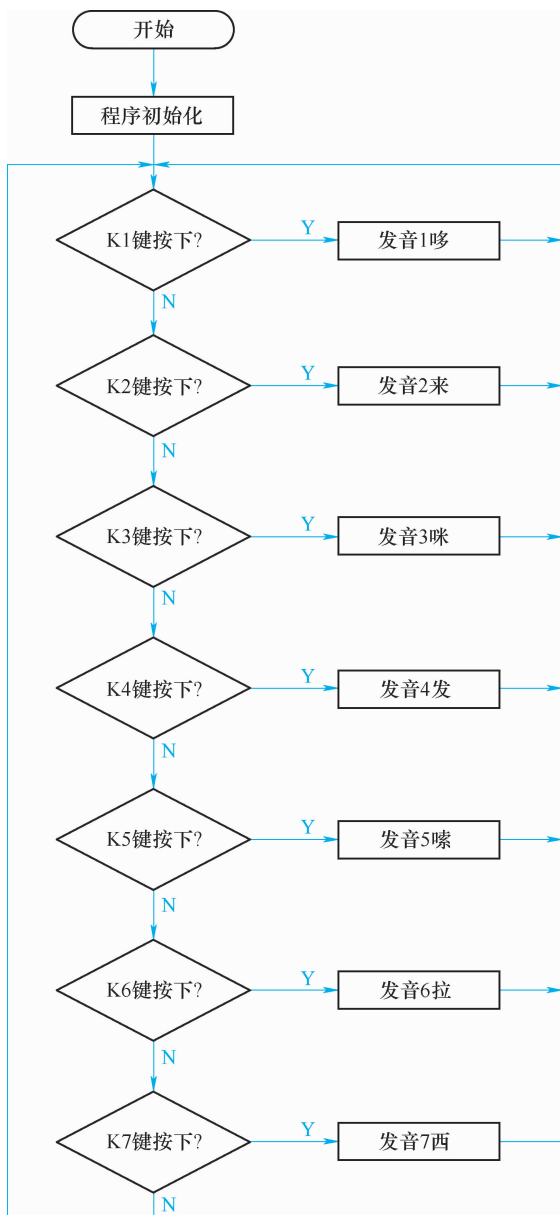 开始
程序初始化
K1键按下?
Y
发音1哆
N
K2键按下?
Y
发音2来
N
K3键按下?
Y
发音3咪
N
K4键按下?
Y
发音4发
N
K5键按下?
Y
发音5嗦
N
K6键按下?
Y
发音6拉
N
K7键按下?
Y
发音7西
N